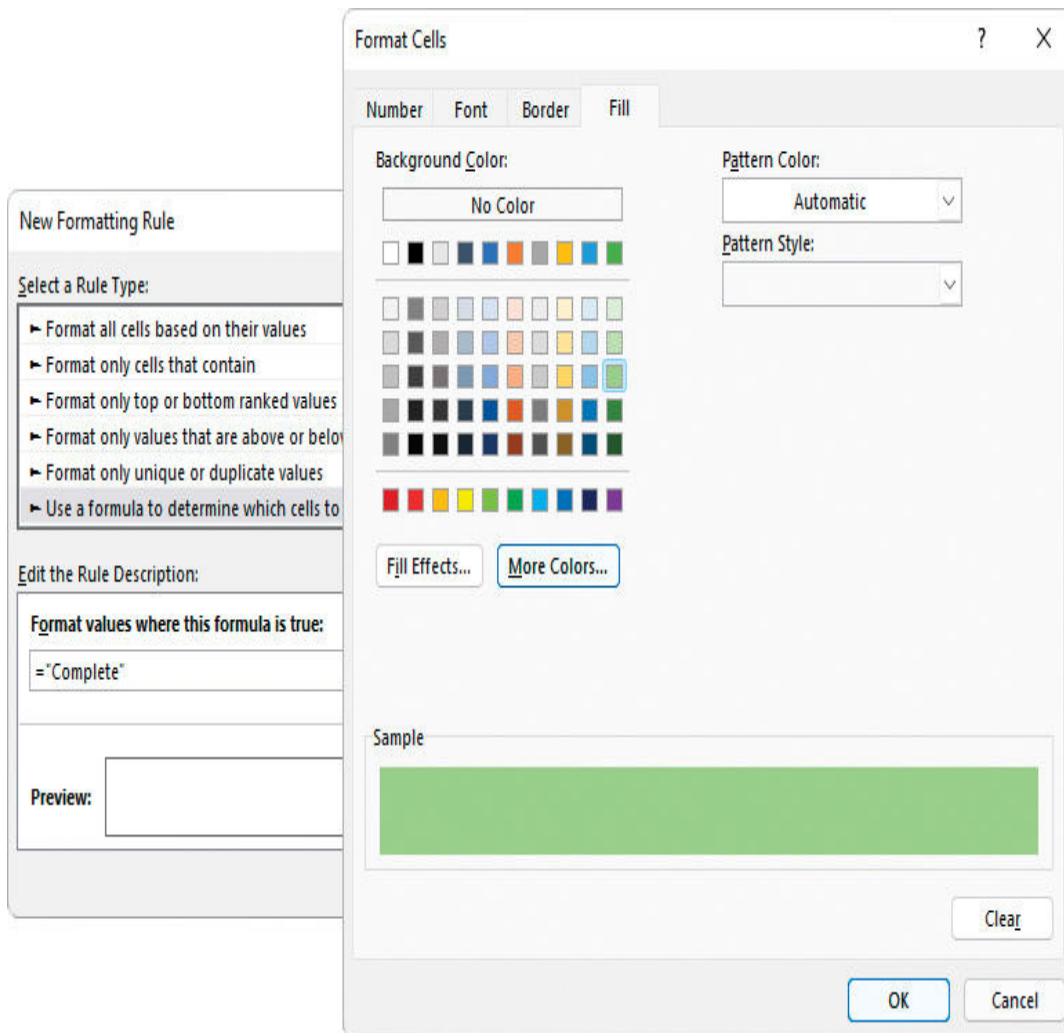 New Formatting Rule
Select a Rule Type:
► Format all cells based on their values
► Format only cells that contain
► Format only top or bottom ranked values
► Format only values that are above or
► Format only unique or duplicate values
► Use a formula to determine which cells to
Edit the Rule Description:
Format values where this formula is true:
="Complete"
Preview:
Format Cells
?
X
Number Font Border Fill
Background Color:
No Color
Fill Effects... More Colors...
Pattern Color:
Automatic
Pattern Style:
Sample
Clear
OK Cancel